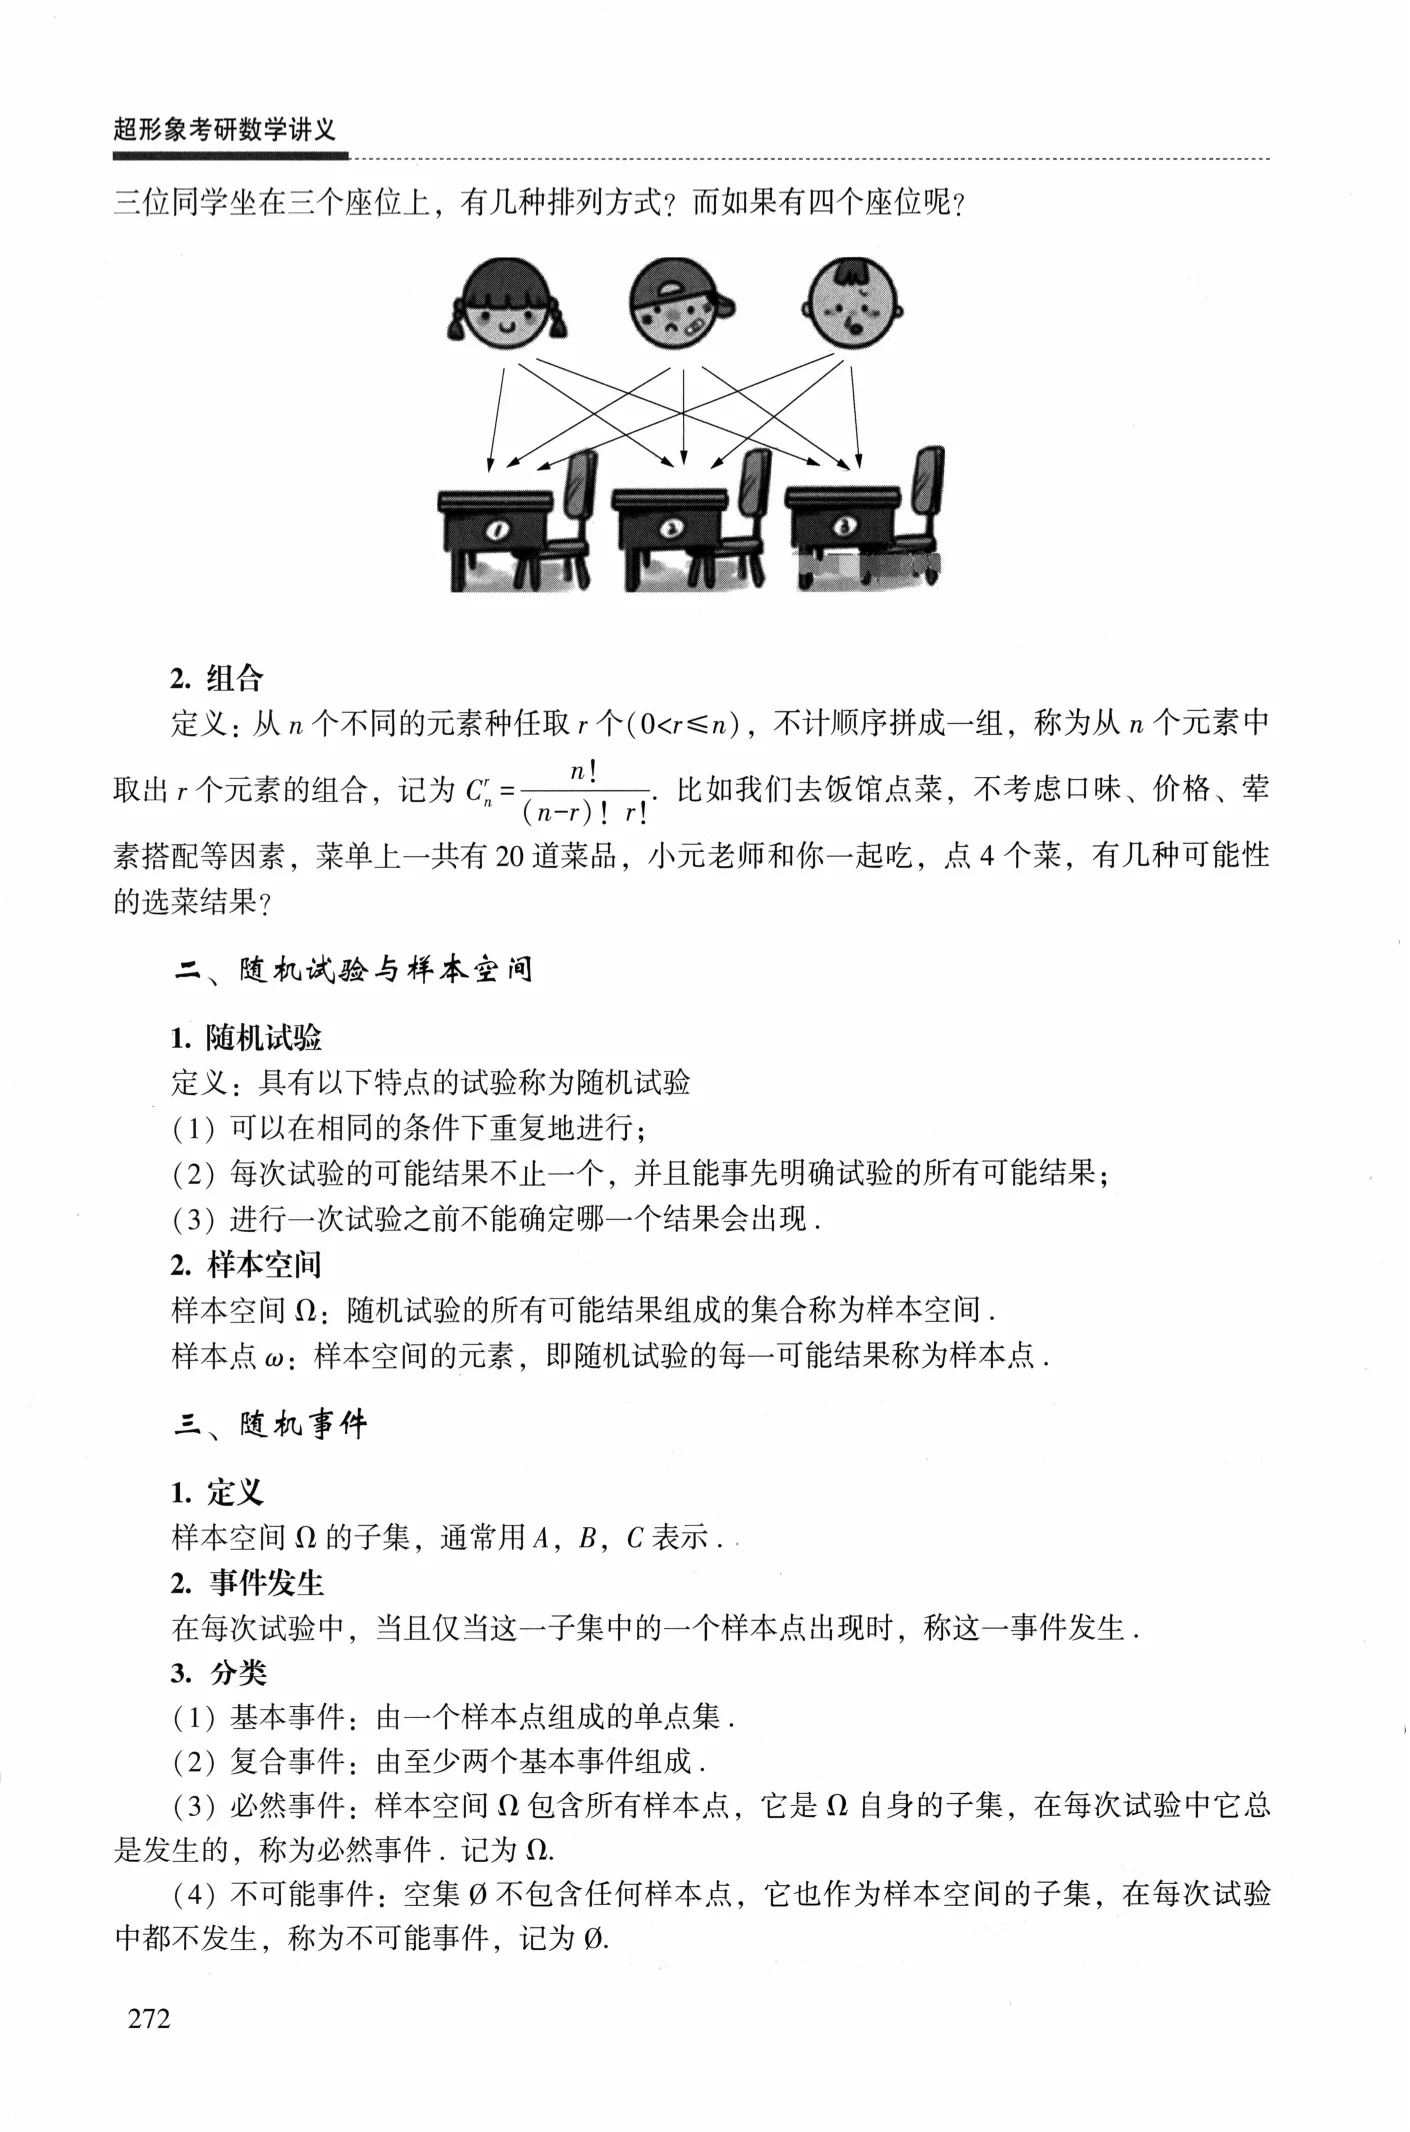 超形象考研数学讲义
三位同学坐在三个座位上，有几种排列方式？而如果有四个座位呢？
1
2
3
2. 组合
定义：从 n 个不同的元素种任取 r 个(0<r≤n)，不计顺序拼成一组，称为从 n 个元素中
取出 r 个元素的组合，记为 $C_n^r=\frac{n!}{(n-r)!\ r!}$. 比如我们去饭馆点菜，不考虑口味、价格、荤
素搭配等因素，菜单上一共有 20 道菜品，小元老师和你一起吃，点 4 个菜，有几种可能性
的选菜结果？
二、随机试验与样本空间
1. 随机试验
定义：具有以下特点的试验称为随机试验
(1) 可以在相同的条件下重复地进行；
(2) 每次试验的可能结果不止一个，并且能事先明确试验的所有可能结果；
(3) 进行一次试验之前不能确定哪一个结果会出现.
2. 样本空间
样本空间 Ω：随机试验的所有可能结果组成的集合称为样本空间.
样本点 ω：样本空间的元素，即随机试验的每一可能结果称为样本点.
三、随机事件
1. 定义
样本空间 Ω 的子集，通常用 A，B，C 表示.
2. 事件发生
在每次试验中，当且仅当这一子集中的一个样本点出现时，称这一事件发生.
3. 分类
(1) 基本事件：由一个样本点组成的单点集.
(2) 复合事件：由至少两个基本事件组成.
(3) 必然事件：样本空间 Ω 包含所有样本点，它是 Ω 自身的子集，在每次试验中它总
是发生的，称为必然事件. 记为 Ω.
(4) 不可能事件：空集 Ø 不包含任何样本点，它也作为样本空间的子集，在每次试验
中都不发生，称为不可能事件，记为 Ø.
272